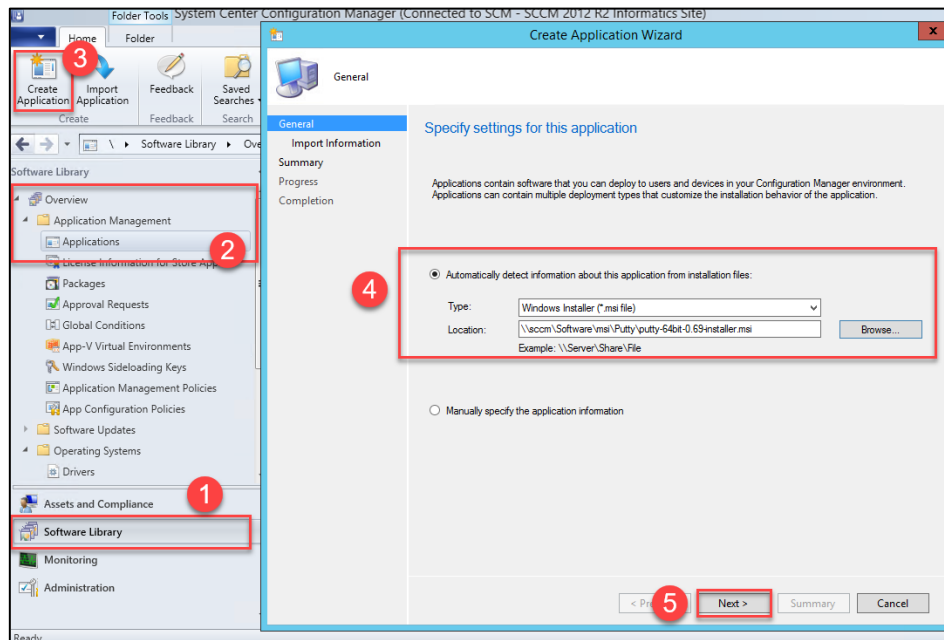 Folder Tools System Center Configuration Manager (Connected to SCM - SCCM 2012 R2 Informatics Site)
Home Folder
3
Create Application
Import Application
Feedback
Saved Searches
Create
Feedback
Search
\ Software Library Ove
Software Library
Overview
Application Management
Applications
2
License Information for Store App
Packages
Approval Requests
Global Conditions
App-V Virtual Environments
Windows Sideloading Keys
Application Management Policies
App Configuration Policies
Software Updates
Operating Systems
Drivers
1
Assets and Compliance
Software Library
Monitoring
Administration
Ready
Create Application Wizard
x
General
General
Import Information
Summary
Progress
Completion
Specify settings for this application
Applications contain software that you can deploy to users and devices in your Configuration Manager environment.
Applications can contain multiple deployment types that customize the installation behavior of the application.
4
Automatically detect information about this application from installation files:
Type: Windows Installer (*.msi file)
Location: \\sccm\Software\msi\Putty\putty-64bit-0.69-installer.msi Browse...
Example: \\Server\Share\File
Manually specify the application information
5
Next > Summary Cancel